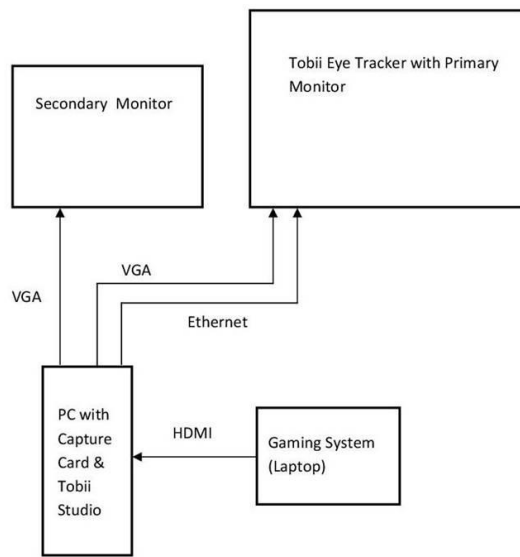 Tobii Eye Tracker with Primary
Monitor
Secondary Monitor
VGA
VGA
Ethernet
PC with
Capture
Card &
Tobii
Studio
HDMI
Gaming System
(Laptop)